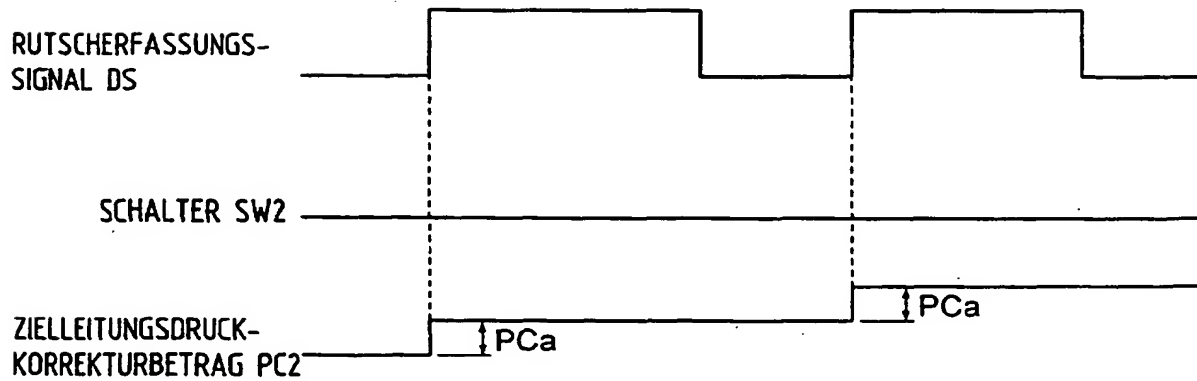 RUTSCHERFASSUNGS-
SIGNAL DS
SCHALTER SW2
PCa
ZIELLEITUNGSDRUCK-
KORREKTURBETRAG PC2
PCa